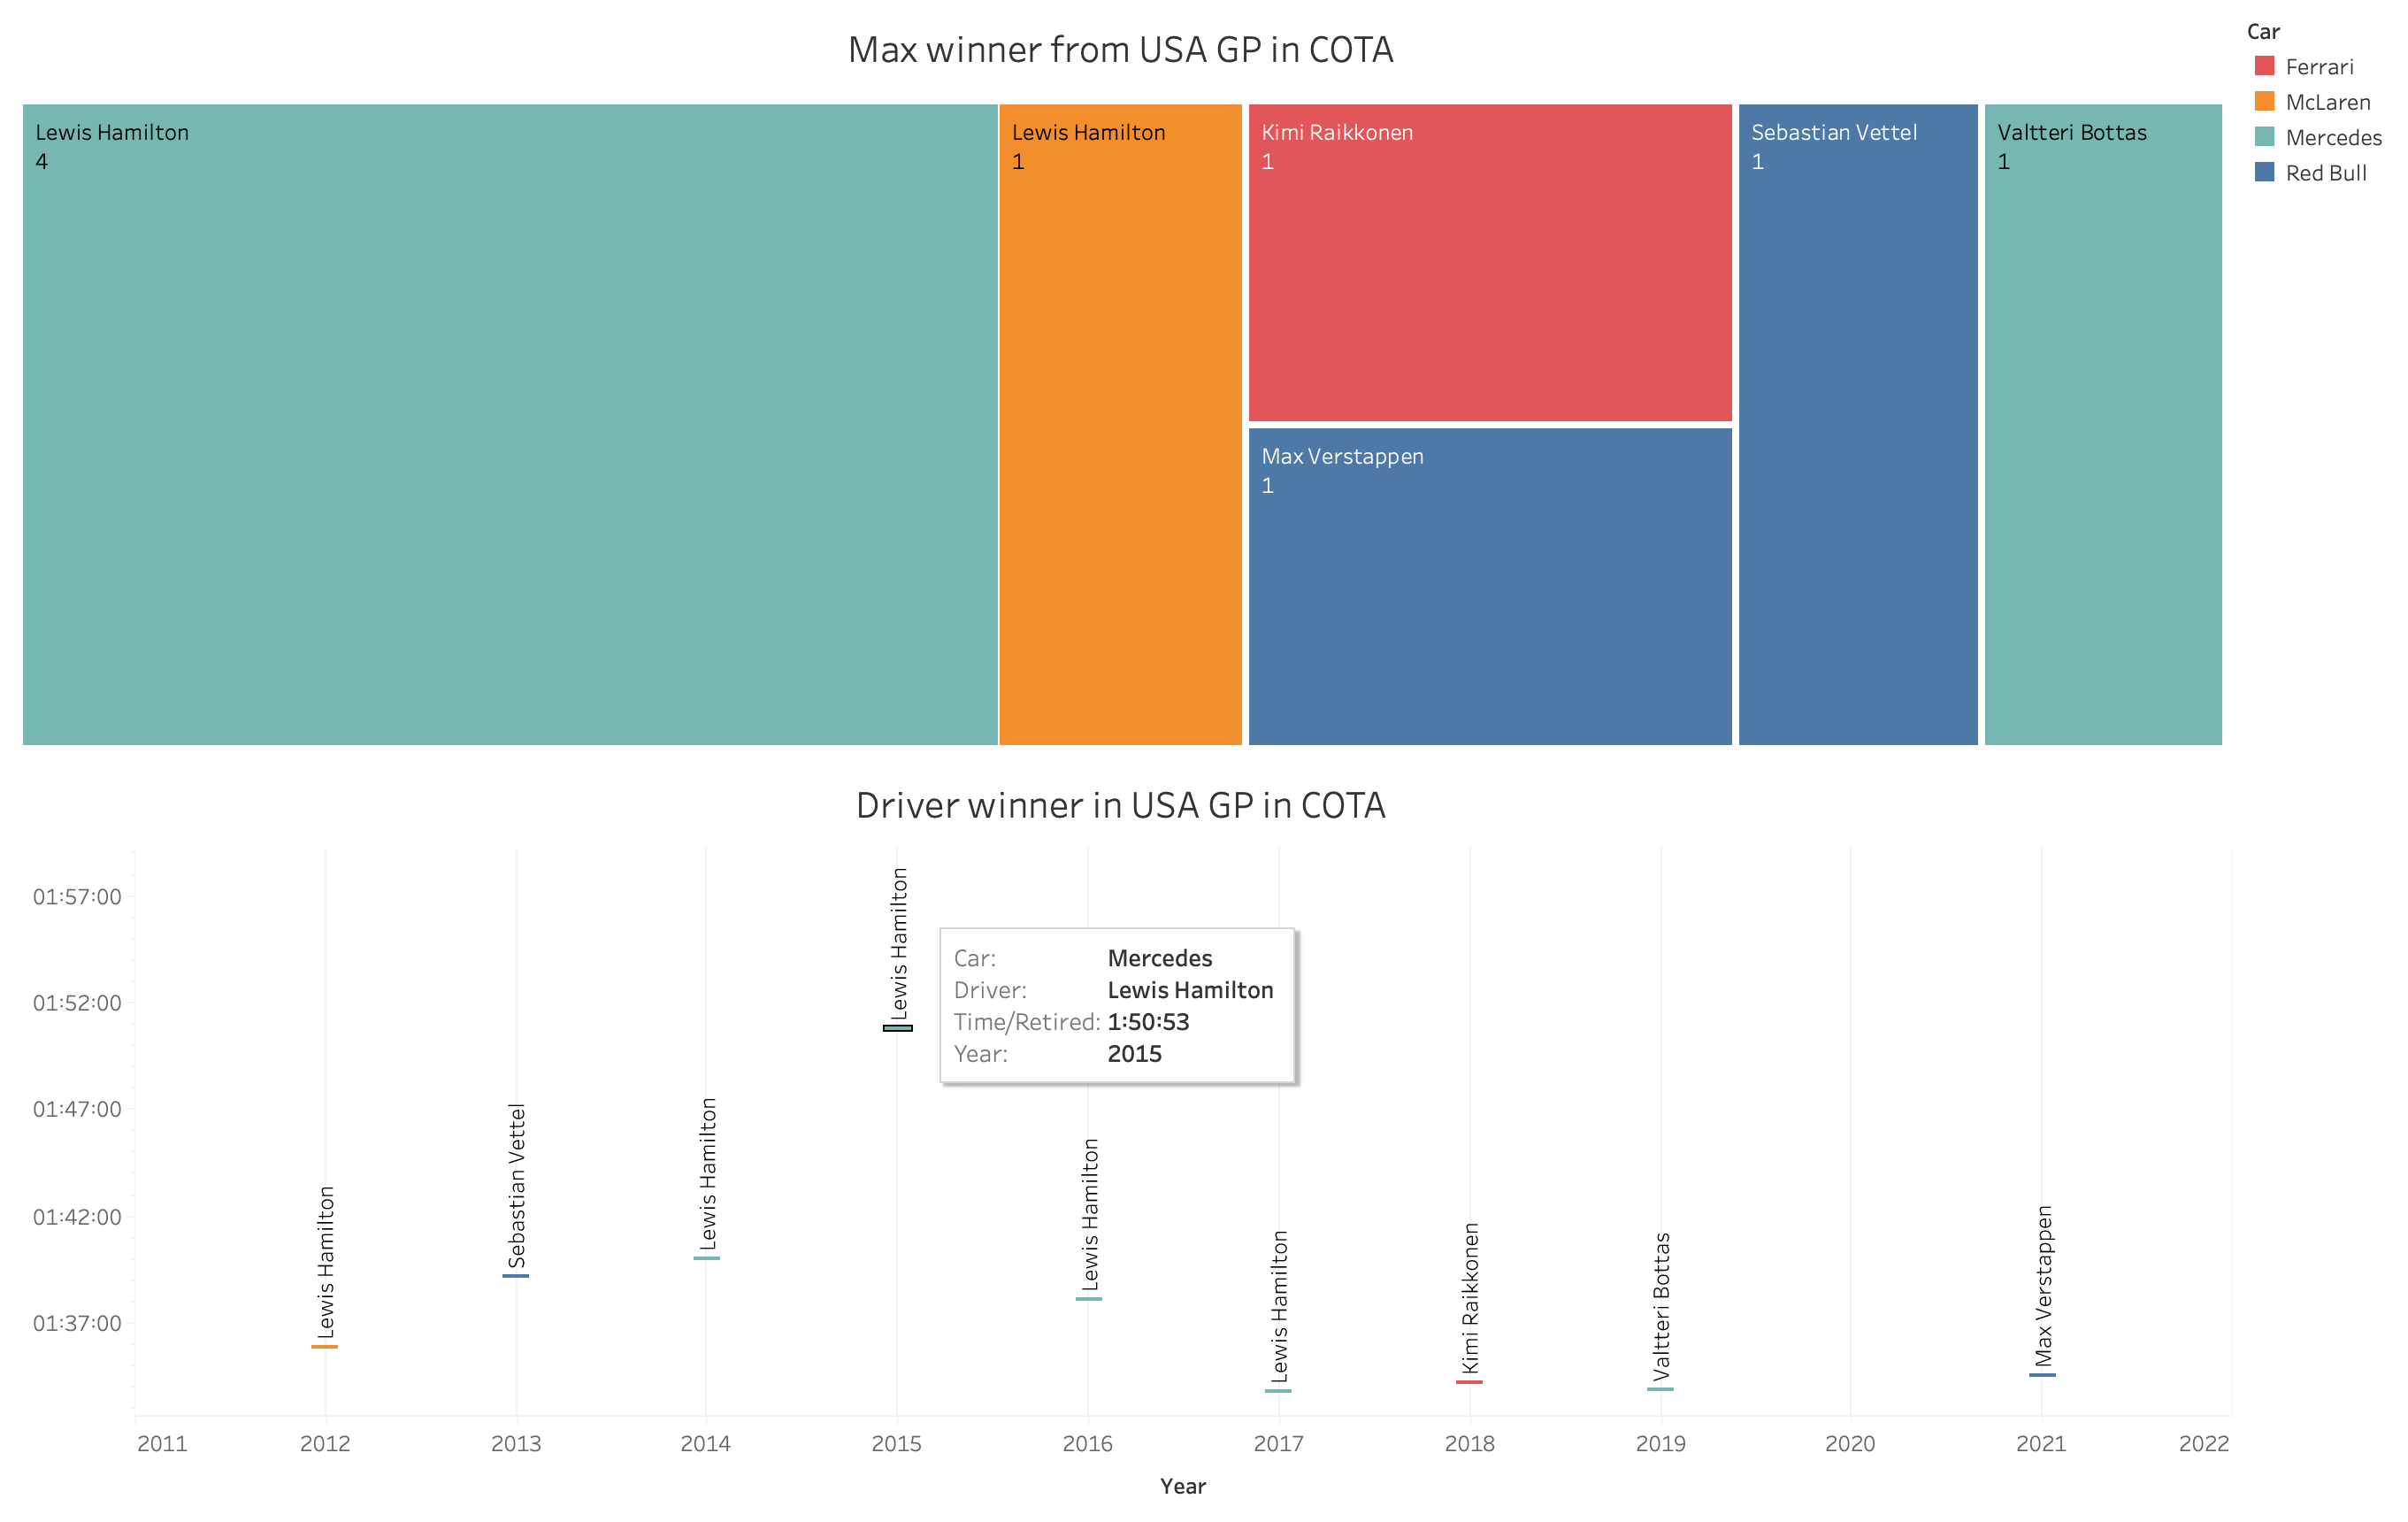 Max winner from USA GP in COTA
Car
Ferrari
McLaren
Mercedes
Red Bull
Lewis Hamilton
4
Lewis Hamilton
1
Kimi Raikkonen
1
Max Verstappen
1
Sebastian Vettel
1
Valtteri Bottas
1
Driver winner in USA GP in COTA
01:57:00
01:52:00
01:47:00
01:42:00
01:37:00
Lewis Hamilton
Sebastian Vettel
Lewis Hamilton
Lewis Hamilton
Car: Mercedes
Driver: Lewis Hamilton
Time/Retired: 1:50:53
Year: 2015
Lewis Hamilton
Lewis Hamilton
Kimi Raikkonen
Valtteri Bottas
Max Verstappen
2011 2012 2013 2014 2015 2016 2017 2018 2019 2020 2021 2022
Year